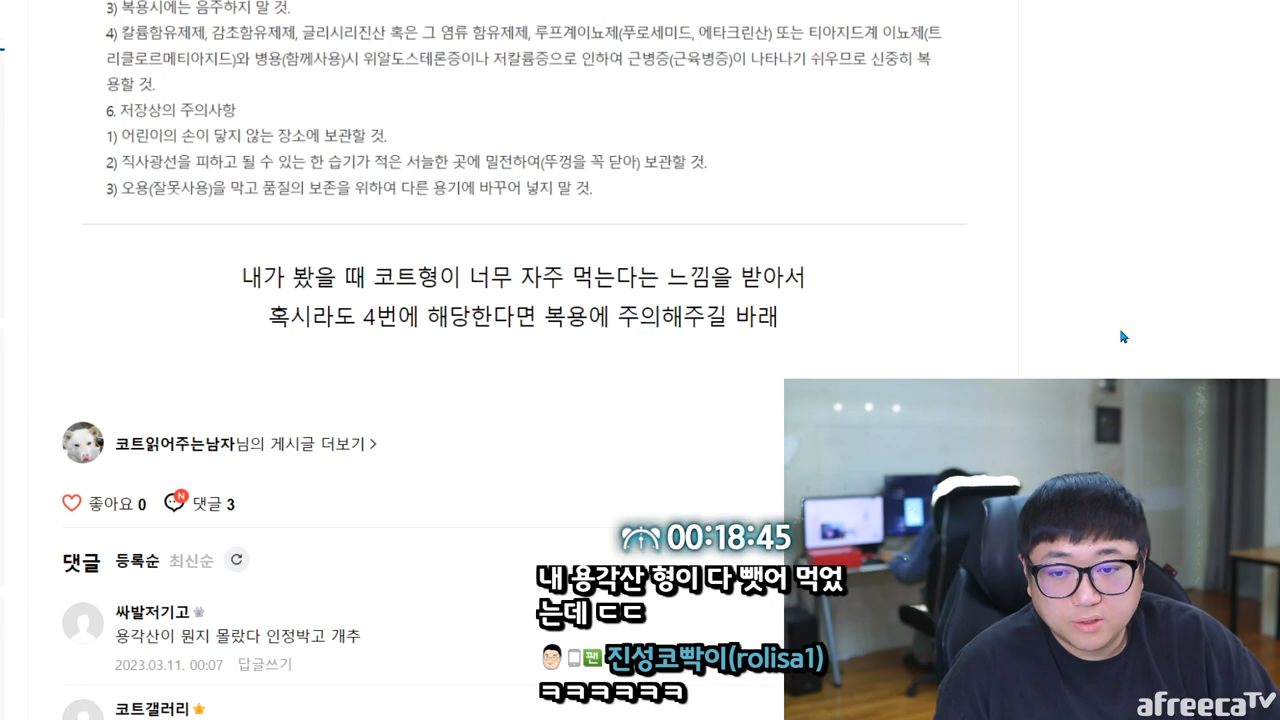 3) 복용시에는 음주하지 말 것.
4) 칼륨함유제제, 감초함유제제, 글리시리진산 혹은 그 염류 함유제제, 루프계이뇨제(푸로세미드, 에타크린산) 또는 티아지드계 이뇨제(트
리클로르메티아지드)와 병용(함께사용)시 위알도스테론증이나 저칼륨증으로 인하여 근병증(근육병증)이 나타나기 쉬우므로 신중히 복
용할 것.
6. 저장상의 주의사항
1) 어린이의 손이 닿지 않는 장소에 보관할 것.
2) 직사광선을 피하고 될 수 있는 한 습기가 적은 서늘한 곳에 밀전하여(뚜껑을 꼭 닫아) 보관할 것.
3) 오용(잘못사용)을 막고 품질의 보존을 위하여 다른 용기에 바꾸어 넣지 말 것.
내가 봤을 때 코트형이 너무 자주 먹는다는 느낌을 받아서
혹시라도 4번에 해당한다면 복용에 주의해주길 바래
코트읽어주는남자님의 게시글 더보기 >
좋아요 0 N 댓글 3
댓글 등록순 최신순
싸발저기고
용각산이 뭔지 몰랐다 인정박고 개추
2023.03.11. 00:07 답글쓰기
코트갤러리
00:18:45
내 용각산 형이 다 뺏어 먹었
는데 ㄷㄷ
짼 진성코빡이(rolisa1)
ㅋㅋㅋㅋㅋㅋ
afreecaTV